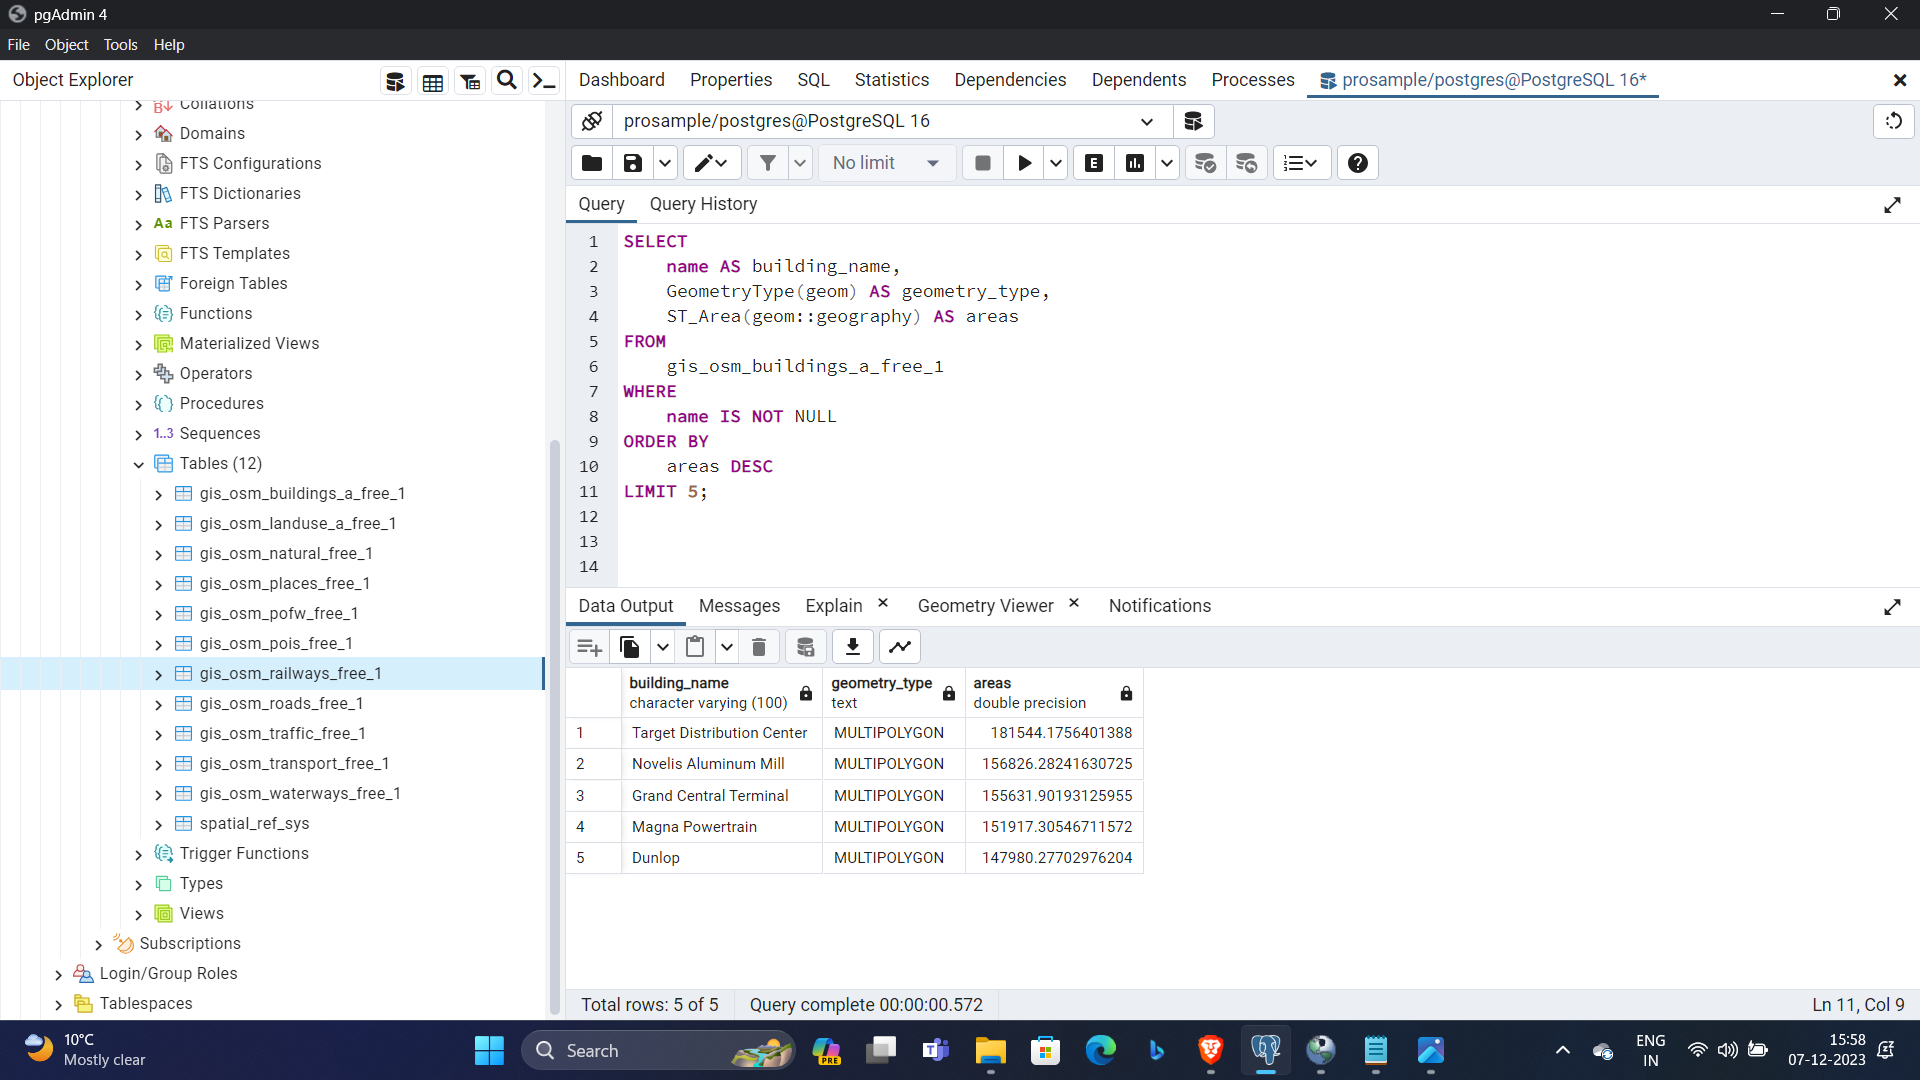 pgAdmin 4
File Object Tools Help
Object Explorer
Dashboard Properties SQL Statistics Dependencies Dependents Processes prosample/postgres@PostgreSQL 16*
Collations
Domains
FTS Configurations
FTS Dictionaries
Aa FTS Parsers
FTS Templates
Foreign Tables
Functions
Materialized Views
Operators
Procedures
1..3 Sequences
Tables (12)
gis_osm_buildings_a_free_1
gis_osm_landuse_a_free_1
gis_osm_natural_free_1
gis_osm_places_free_1
gis_osm_pofw_free_1
gis_osm_pois_free_1
gis_osm_railways_free_1
gis_osm_roads_free_1
gis_osm_traffic_free_1
gis_osm_transport_free_1
gis_osm_waterways_free_1
spatial_ref_sys
Trigger Functions
Types
Views
Subscriptions
Login/Group Roles
Tablespaces
prosample/postgres@PostgreSQL 16
No limit
E
Query Query History
1 SELECT
2 name AS building_name,
3 GeometryType(geom) AS geometry_type,
4 ST_Area(geom::geography) AS areas
5 FROM
6 gis_osm_buildings_a_free_1
7 WHERE
8 name IS NOT NULL
9 ORDER BY
10 areas DESC
11 LIMIT 5;
12
13
14
Data Output Messages Explain Geometry Viewer Notifications
building_name geometry_type areas
character varying (100) text double precision
1 Target Distribution Center MULTIPOLYGON 181544.1756401388
2 Novelis Aluminum Mill MULTIPOLYGON 156826.28241630725
3 Grand Central Terminal MULTIPOLYGON 155631.90193125955
4 Magna Powertrain MULTIPOLYGON 151917.30546711572
5 Dunlop MULTIPOLYGON 147980.27702976204
Total rows: 5 of 5 Query complete 00:00:00.572 Ln 11, Col 9
10°C
Mostly clear
Search
PRE
ENG
IN
15:58
07-12-2023